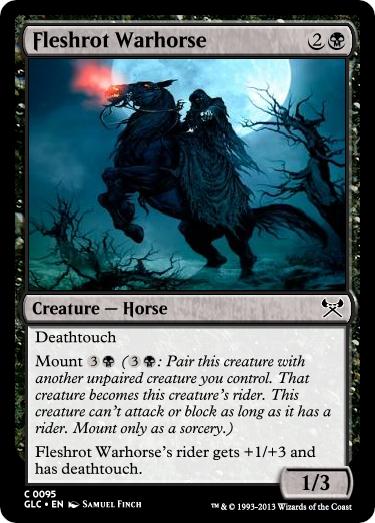 Fleshrot Warhorse 2
Creature — Horse
Deathtouch
Mount 3 (3: Pair this creature with
another unpaired creature you control. That
creature becomes this creature's rider. This
creature can't attack or block as long as it has a
rider. Mount only as a sorcery.)
Fleshrot Warhorse's rider gets +1/+3 and
has deathtouch.
1/3
C 0095
GLC • EN SAMUEL FINCH
™ & © 1993-2013 Wizards of the Coast